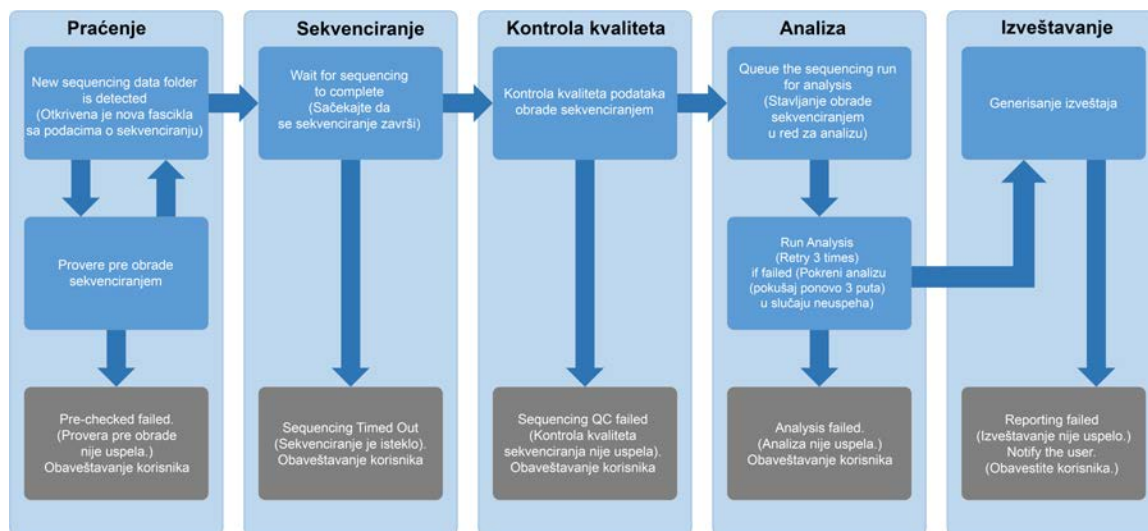 Praćenje
New sequencing data folder
is detected
(Otkrivena je nova fascikla
sa podacima o sekvenciranju)
Provere pre obrade
sekvenciranjem
Pre-checked failed.
(Provera pre obrade
nije uspela.)
Obaveštavanje korisnika
Sekvenciranje
Wait for sequencing
to complete
(Sačekajte da
se sekvenciranje završi)
Sequencing Timed Out
(Sekvenciranje je isteklo).
Obaveštavanje korisnika
Kontrola kvaliteta
Kontrola kvaliteta podataka
obrade sekvenciranjem
Sequencing QC failed
(Kontrola kvaliteta
sekvenciranja nije uspela).
Obaveštavanje korisnika
Analiza
Queue the sequencing run
for analysis
(Stavljanje obrade
sekvenciranjem
u red za analizu)
Run Analysis
(Retry 3 times)
if failed (Pokreni analizu
(pokušaj ponovo 3 puta)
u slučaju neuspeha)
Analysis failed.
(Analiza nije uspela.)
Obaveštavanje korisnika
Izveštavanje
Generisanje izveštaja
Reporting failed
(Izveštavanje nije uspelo.)
Notify the user.
(Obavestite korisnika.)